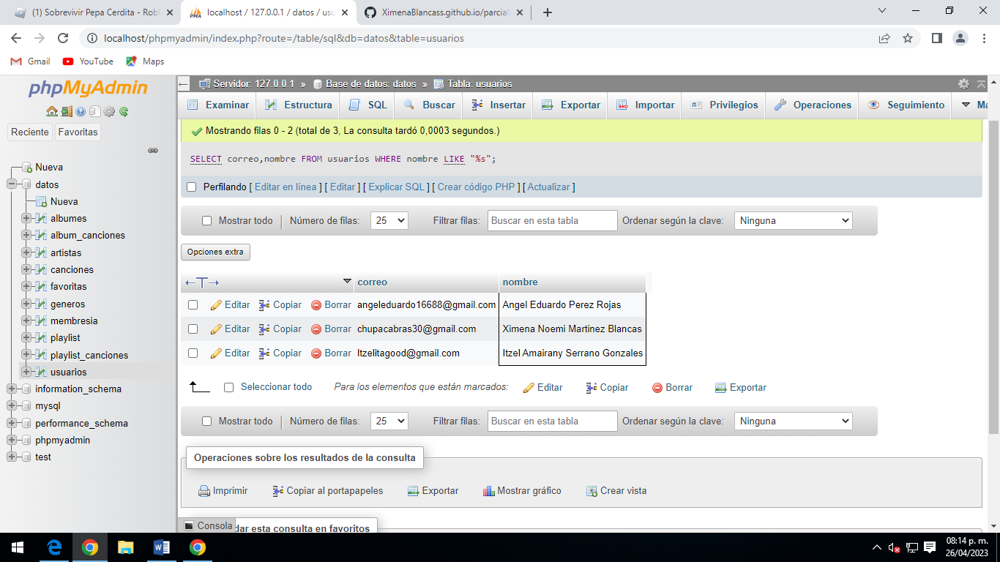 (1) Sobrevivir Pepa Cerdita - Robl
localhost / 127.0.0.1 / datos / usu
XimenaBlancass.github.io/parcial.
localhost/phpmyadmin/index.php?route=/table/sql&db=datos&table=usuarios
Gmail YouTube Maps
phpMyAdmin
Reciente Favoritas
Nueva
datos
Nueva
albumes
album_canciones
artistas
canciones
favoritas
generos
membresia
playlist
playlist_canciones
usuarios
information_schema
mysql
performance_schema
phpmyadmin
test
Servidor: 127.0.0.1 » Base de datos: datos » Tabla: usuarios
Examinar Estructura SQL Buscar Insertar Exportar Importar Privilegios Operaciones Seguimiento Má
Mostrando filas 0 - 2 (total de 3, La consulta tardó 0,0003 segundos.)
SELECT correo,nombre FROM usuarios WHERE nombre LIKE "%s";
Perfilando [ Editar en línea ] [ Editar ] [ Explicar SQL ] [ Crear código PHP ] [ Actualizar ]
Mostrar todo | Número de filas: 25 Filtrar filas: Buscar en esta tabla Ordenar según la clave: Ninguna
Opciones extra
←T→ correo nombre
Editar Copiar Borrar angeleduardo16688@gmail.com Angel Eduardo Perez Rojas
Editar Copiar Borrar chupacabras30@gmail.com Ximena Noemi Martinez Blancas
Editar Copiar Borrar Itzelitagood@gmail.com Itzel Amairany Serrano Gonzales
Seleccionar todo Para los elementos que están marcados: Editar Copiar Borrar Exportar
Mostrar todo | Número de filas: 25 Filtrar filas: Buscar en esta tabla Ordenar según la clave: Ninguna
Operaciones sobre los resultados de la consulta
Imprimir Copiar al portapapeles Exportar Mostrar gráfico Crear vista
Consola dar esta consulta en favoritos
08:14 p. m.
26/04/2023